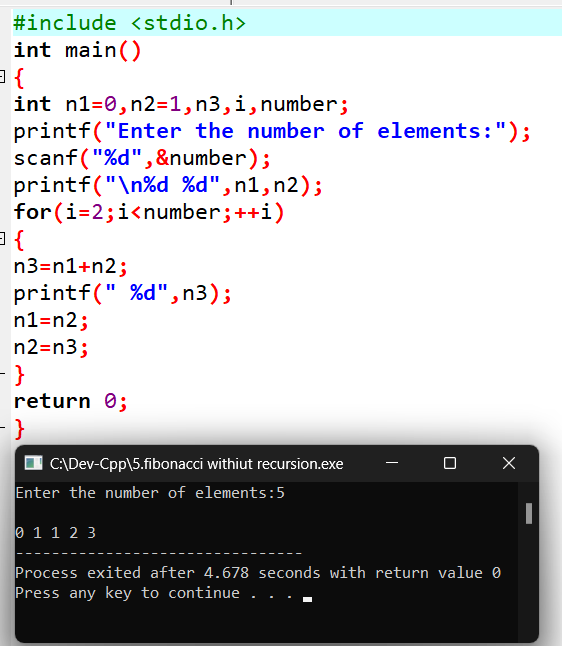 #include <stdio.h>
int main()
{
int n1=0,n2=1,n3,i,number;
printf("Enter the number of elements:");
scanf("%d",&number);
printf("\n%d %d",n1,n2);
for(i=2;i<number;++i)
{
n3=n1+n2;
printf(" %d",n3);
n1=n2;
n2=n3;
}
return 0;
}
C:\Dev-Cpp\5.fibonacci withiut recursion.exe
Enter the number of elements:5
0 1 1 2 3
--------------------------------
Process exited after 4.678 seconds with return value 0
Press any key to continue . . .